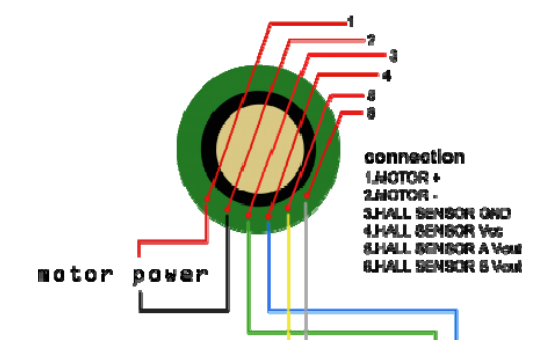 1
2
3
4
5
6
connection
1.MOTOR +
2.MOTOR -
3.HALL SENSOR GND
4.HALL SENSOR Vcc
5.HALL SENSOR A Vout
6.HALL SENSOR B Vout
motor power